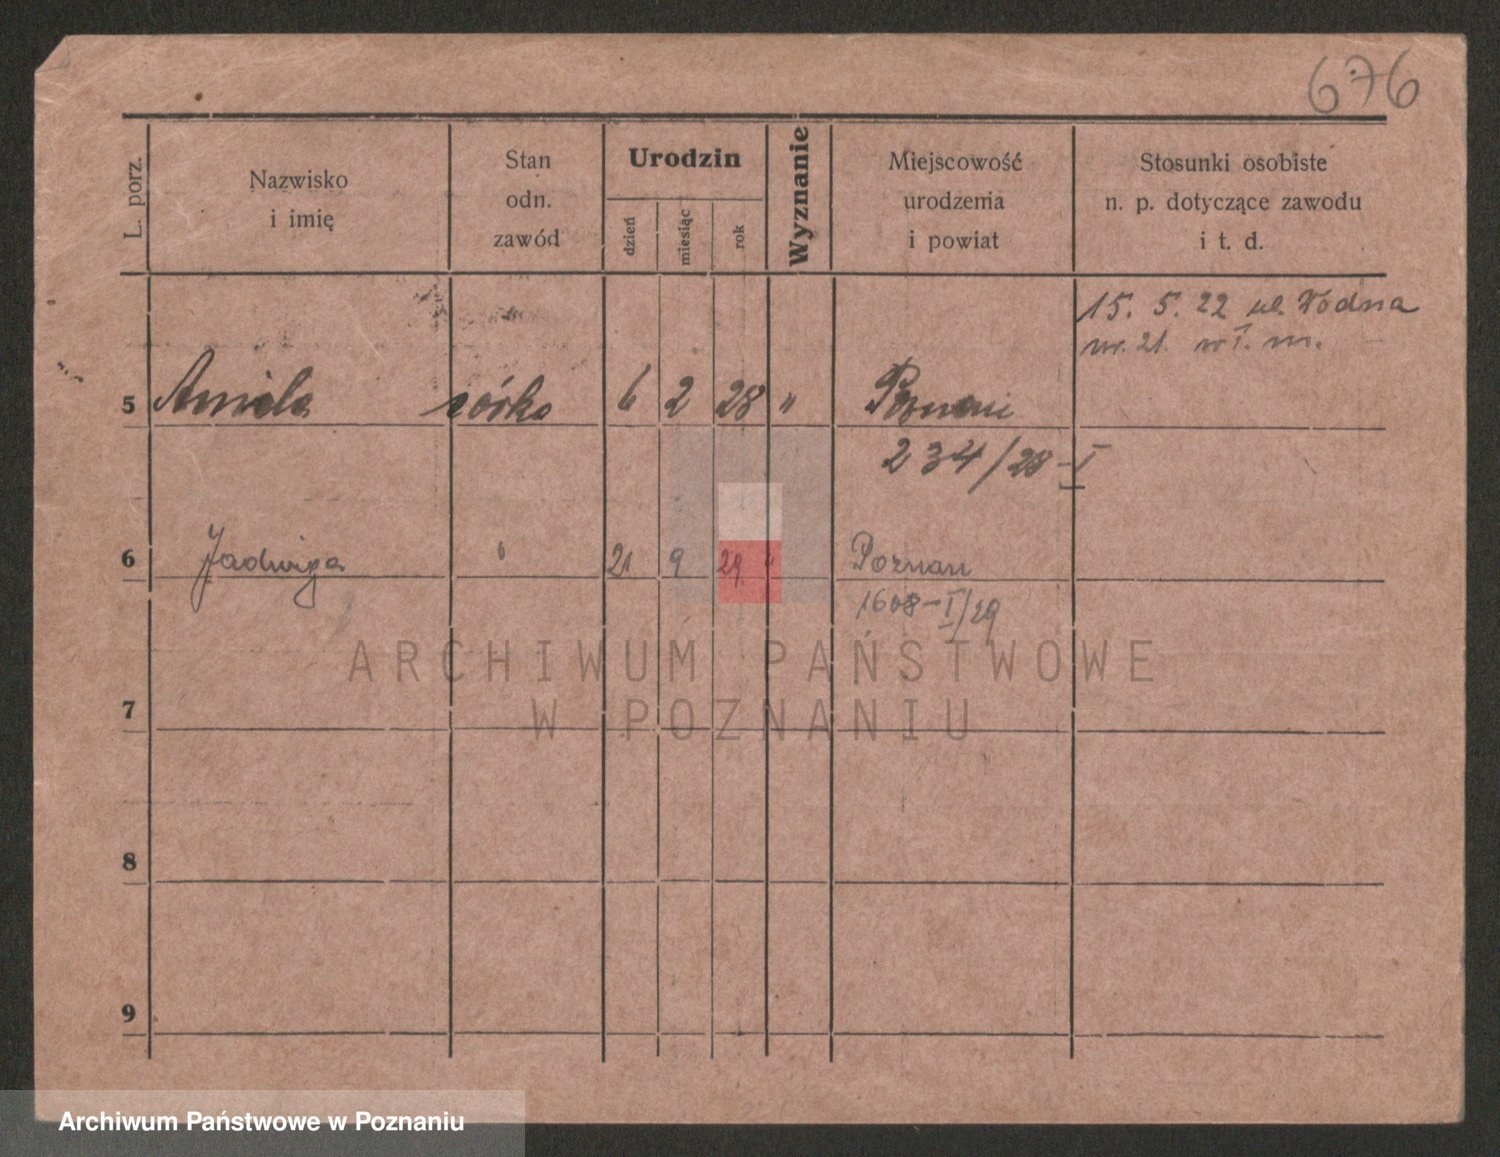 676
L. porz.
Nazwisko
i imię
Stan
odn.
zawód
Urodzin
dzień
miesiąc
rok
Wyznanie
Miejscowość
urodzenia
i powiat
Stosunki osobiste
n. p. dotyczące zawodu
i t. d.
15. 5. 22 ul. Wodna
nr. 21. wł. m.
5 Aniela córka 6 2 28 " Poznań
234/28-I
6 Jadwiga " 21 9 29. " Poznań
1608-I/29
ARCHIWUM PAŃSTWOWE
W POZNANIU
7
8
9
Archiwum Państwowe w Poznaniu